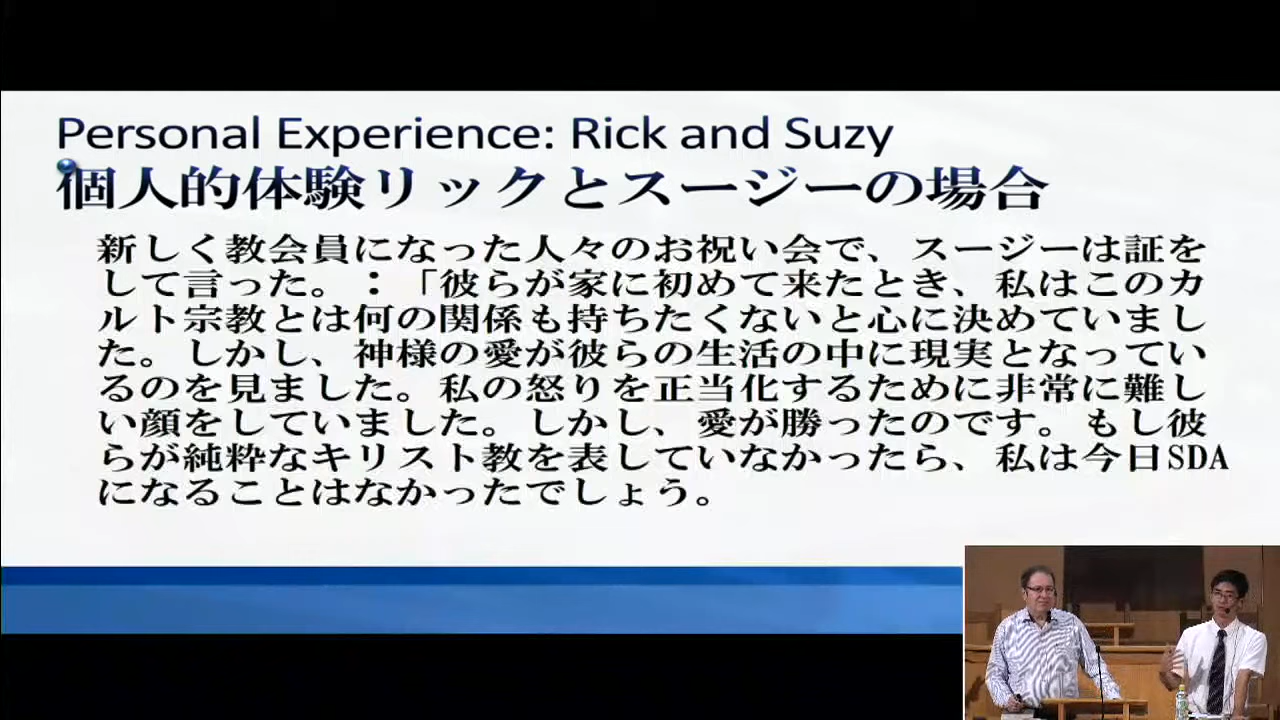 Personal Experience: Rick and Suzy
個人的体験リックとスージーの場合
新しく教会員になった人々のお祝い会で、スージーは証を
して言った。：「彼らが家に初めて来たとき、私はこのカ
ルト宗教とは何の関係も持ちたくないと心に決めていまし
た。しかし、神様の愛が彼らの生活の中に現実となってい
るのを見ました。私の怒りを正当化するために非常に難し
い顔をしていました。しかし、愛が勝ったのです。もし彼
らが純粋なキリスト教を表していなかったら、私は今日SDA
になることはなかったでしょう。